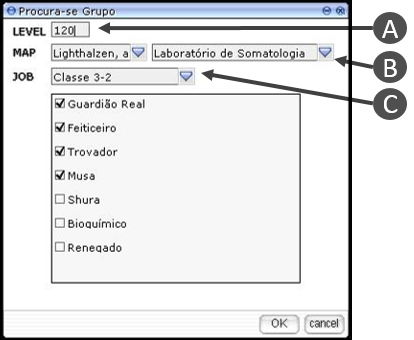 Procura-se Grupo
LEVEL 120
MAP Lighthalzen, a Laboratório de Somatologia
JOB Classe 3-2
Guardião Real
Feiticeiro
Trovador
Musa
Shura
Bioquímico
Renegado
OK cancel
A
B
C